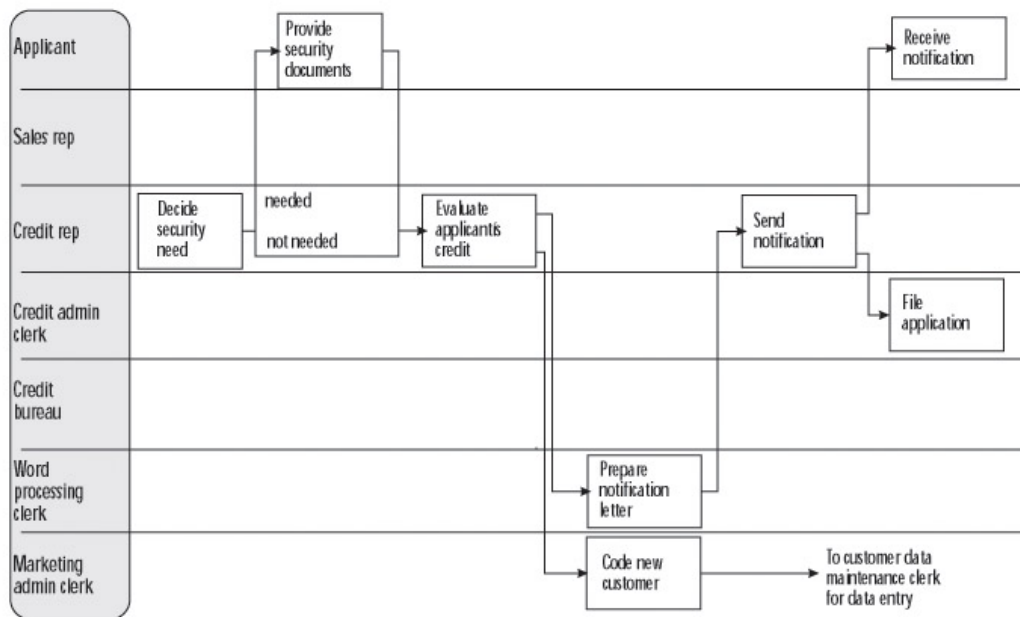 Applicant
Provide
security
documents
Receive
notification
Sales rep
Credit rep
Decide
security
need
needed
not needed
Evaluate
applicantis
credit
Send
notification
Credit admin
clerk
File
application
Credit
bureau
Word
processing
clerk
Prepare
notification
letter
Marketing
admin clerk
Code new
customer
To customer data
maintenance clerk
for data entry